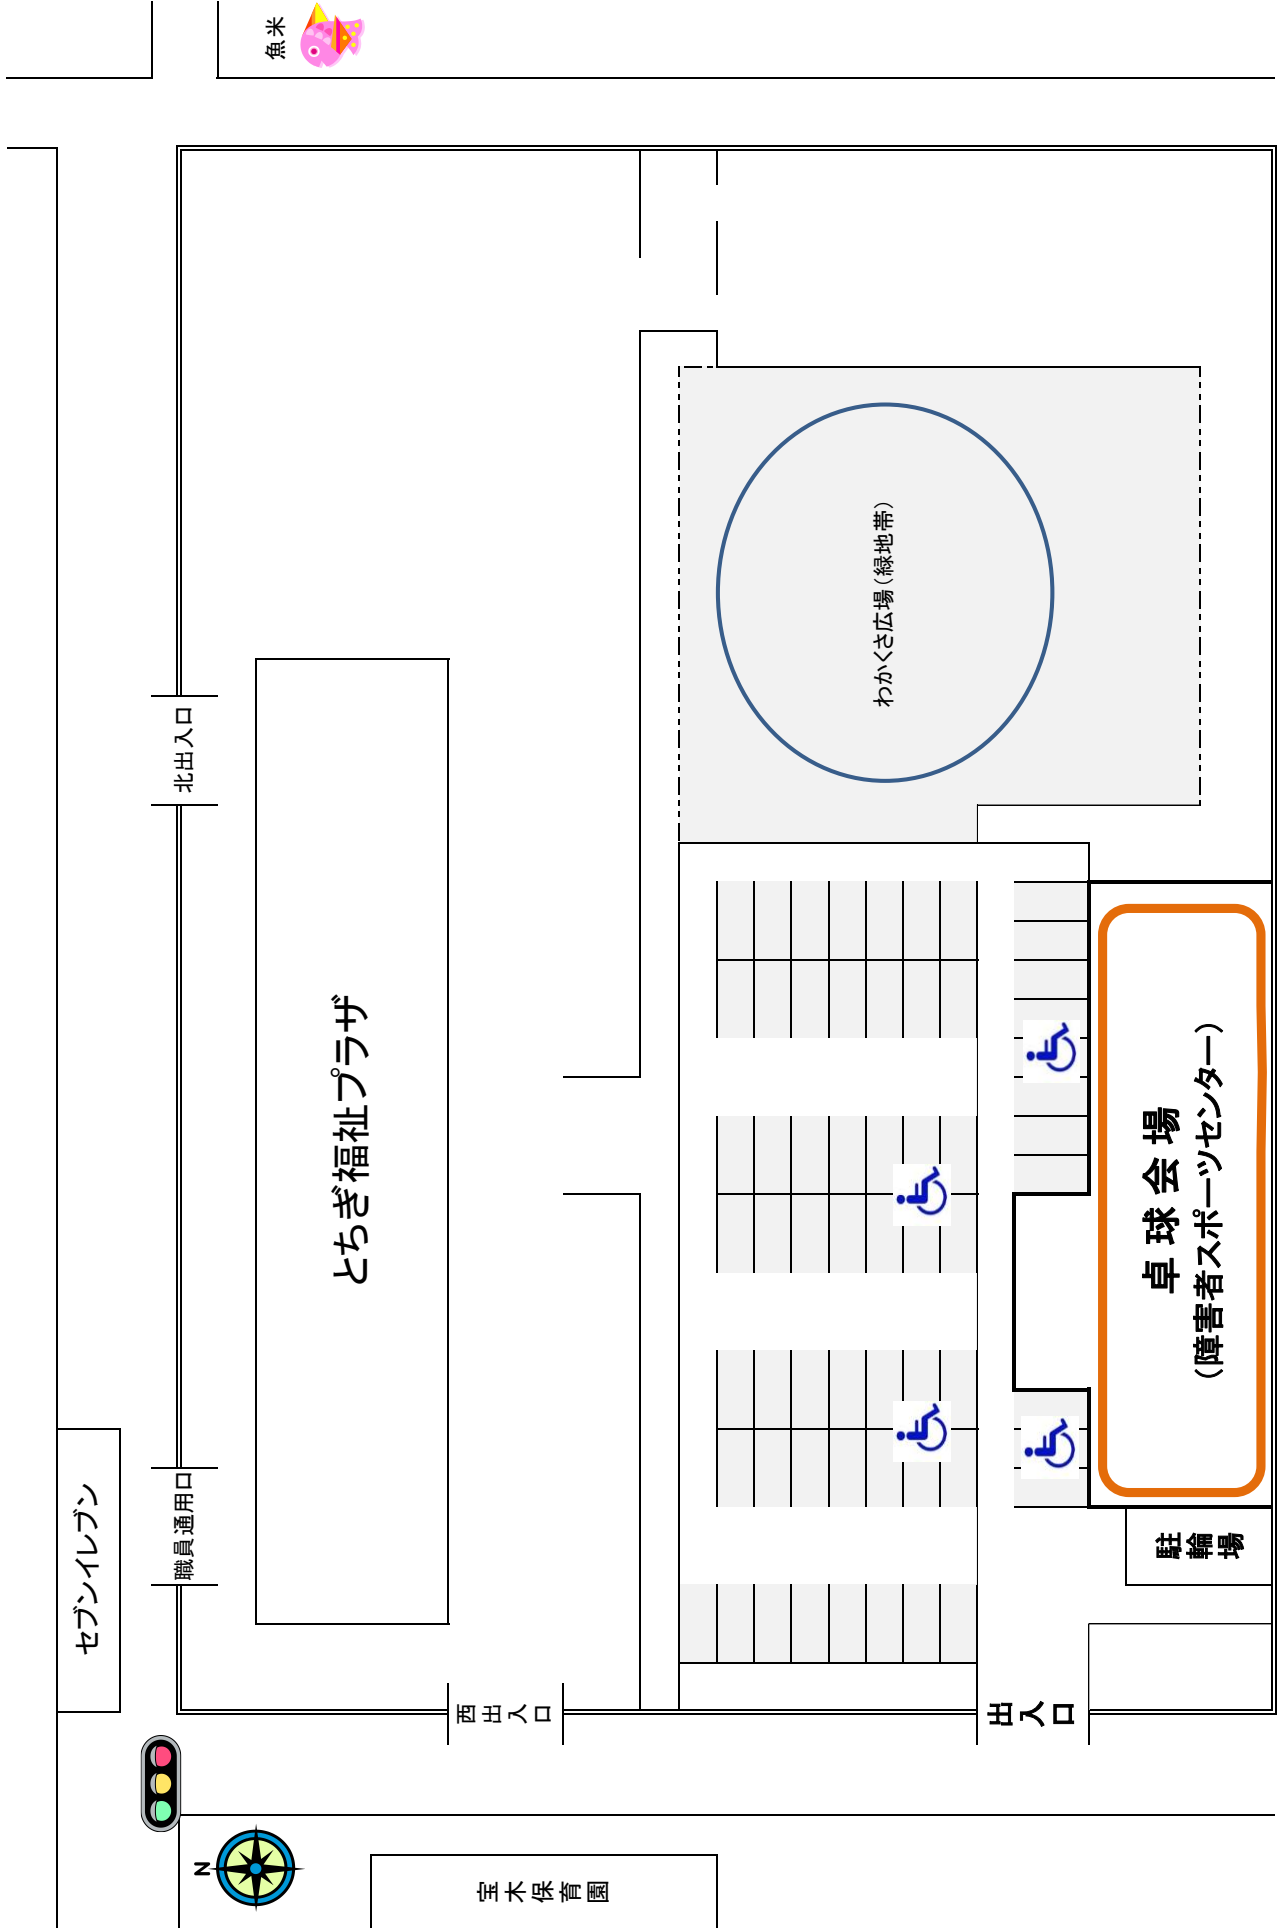 魚米
北出入口
とちぎ福祉プラザ
わかくさ広場（緑地帯）
卓球会場
（障害者スポーツセンター）
駐
輪
場
セブンイレブン
職員通用口
西出入口
出入口
N
宝木保育園